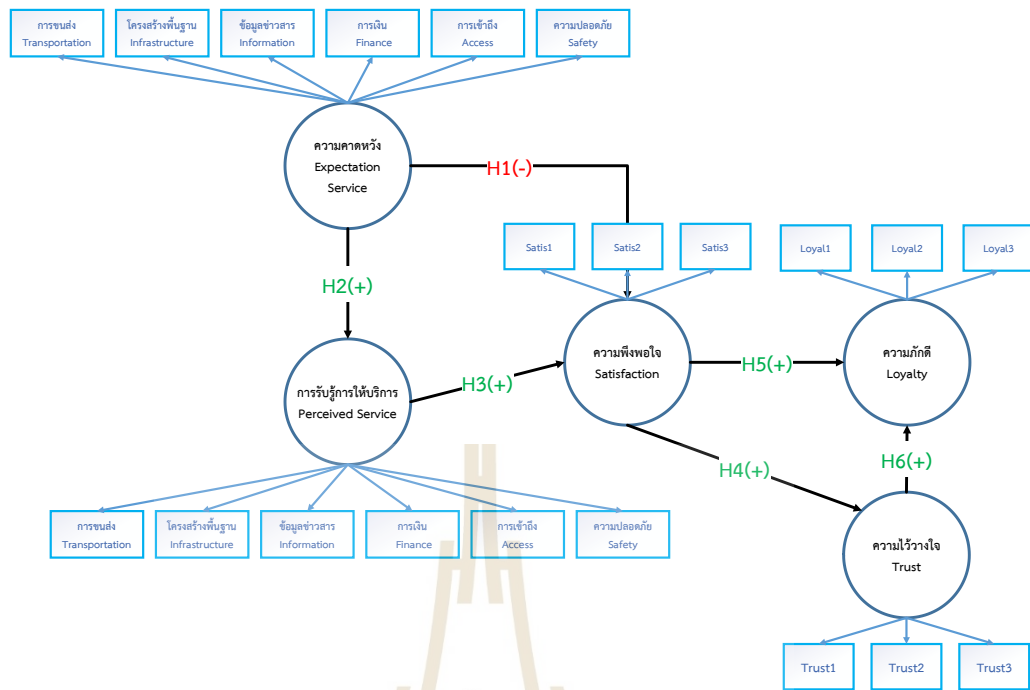 การขนส่ง
Transportation
โครงสร้างพื้นฐาน
Infrastructure
ข้อมูลข่าวสาร
Information
การเงิน
Finance
การเข้าถึง
Access
ความปลอดภัย
Safety
ความคาดหวัง
Expectation
Service
H1(-)
Satis1
Satis2
Satis3
Loyal1
Loyal2
Loyal3
H2(+)
การรับรู้การให้บริการ
Perceived Service
H3(+)
ความพึงพอใจ
Satisfaction
H5(+)
ความภักดี
Loyalty
H4(+)
H6(+)
การขนส่ง
Transportation
โครงสร้างพื้นฐาน
Infrastructure
ข้อมูลข่าวสาร
Information
การเงิน
Finance
การเข้าถึง
Access
ความปลอดภัย
Safety
ความไว้วางใจ
Trust
Trust1
Trust2
Trust3